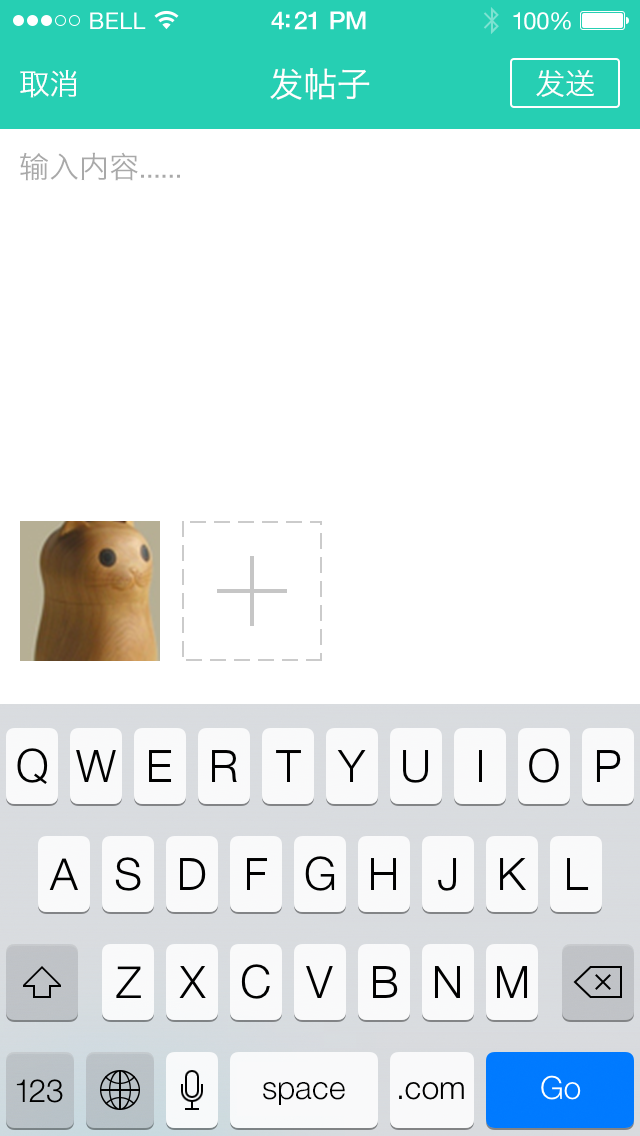 BELL 4:21 PM 100%
取消 发帖子 发送
输入内容......
Q W E R T Y U I O P
A S D F G H J K L
Z X C V B N M
123 space .com Go